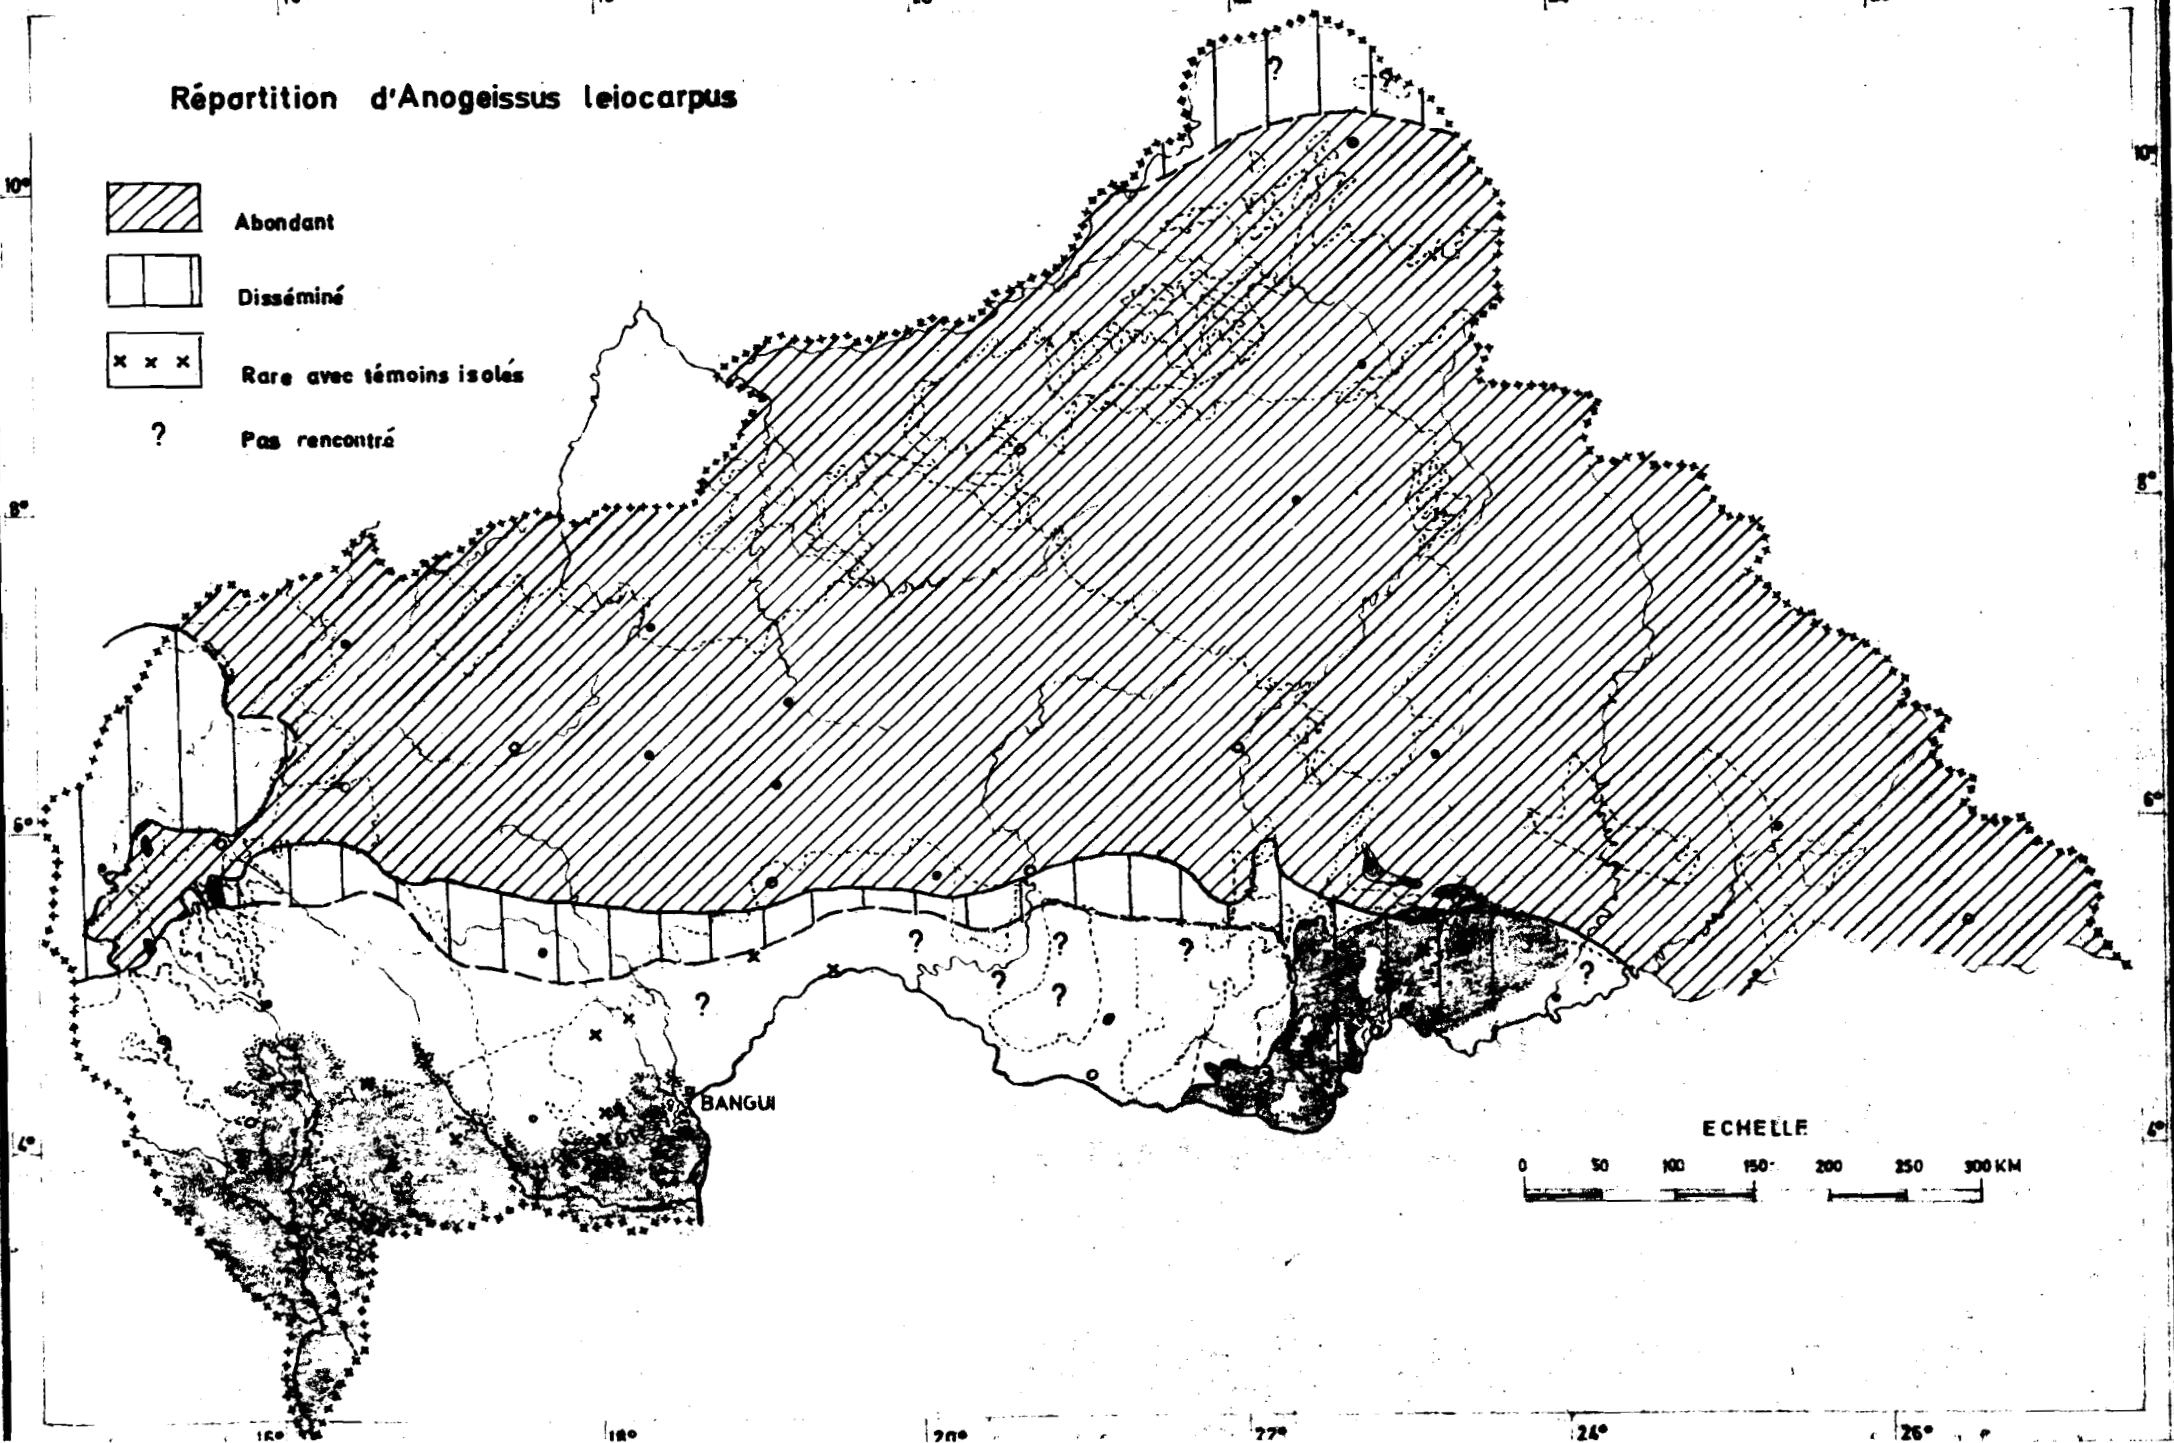 Répartition d'Anogeissus leiocarpus
Abondant
Disséminé
Rare avec témoins isolés
? Pas rencontré
10°
10°
8°
8°
6°
6°
4°
4°
?
?
?
?
?
?
?
?
?
BANGUI
ECHELLE
0 50 100 150 200 250 300 KM
16° 18° 20° 22° 24° 26°